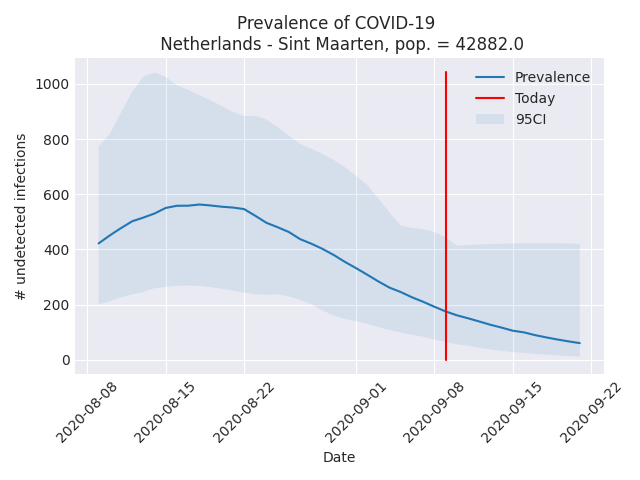 Prevalence of COVID-19
Netherlands - Sint Maarten, pop. = 42882.0
Prevalence
Today
95CI
1000
800
600
400
200
0
# undetected infections
2020-08-08
2020-08-15
2020-08-22
2020-09-01
2020-09-08
2020-09-15
2020-09-22
Date